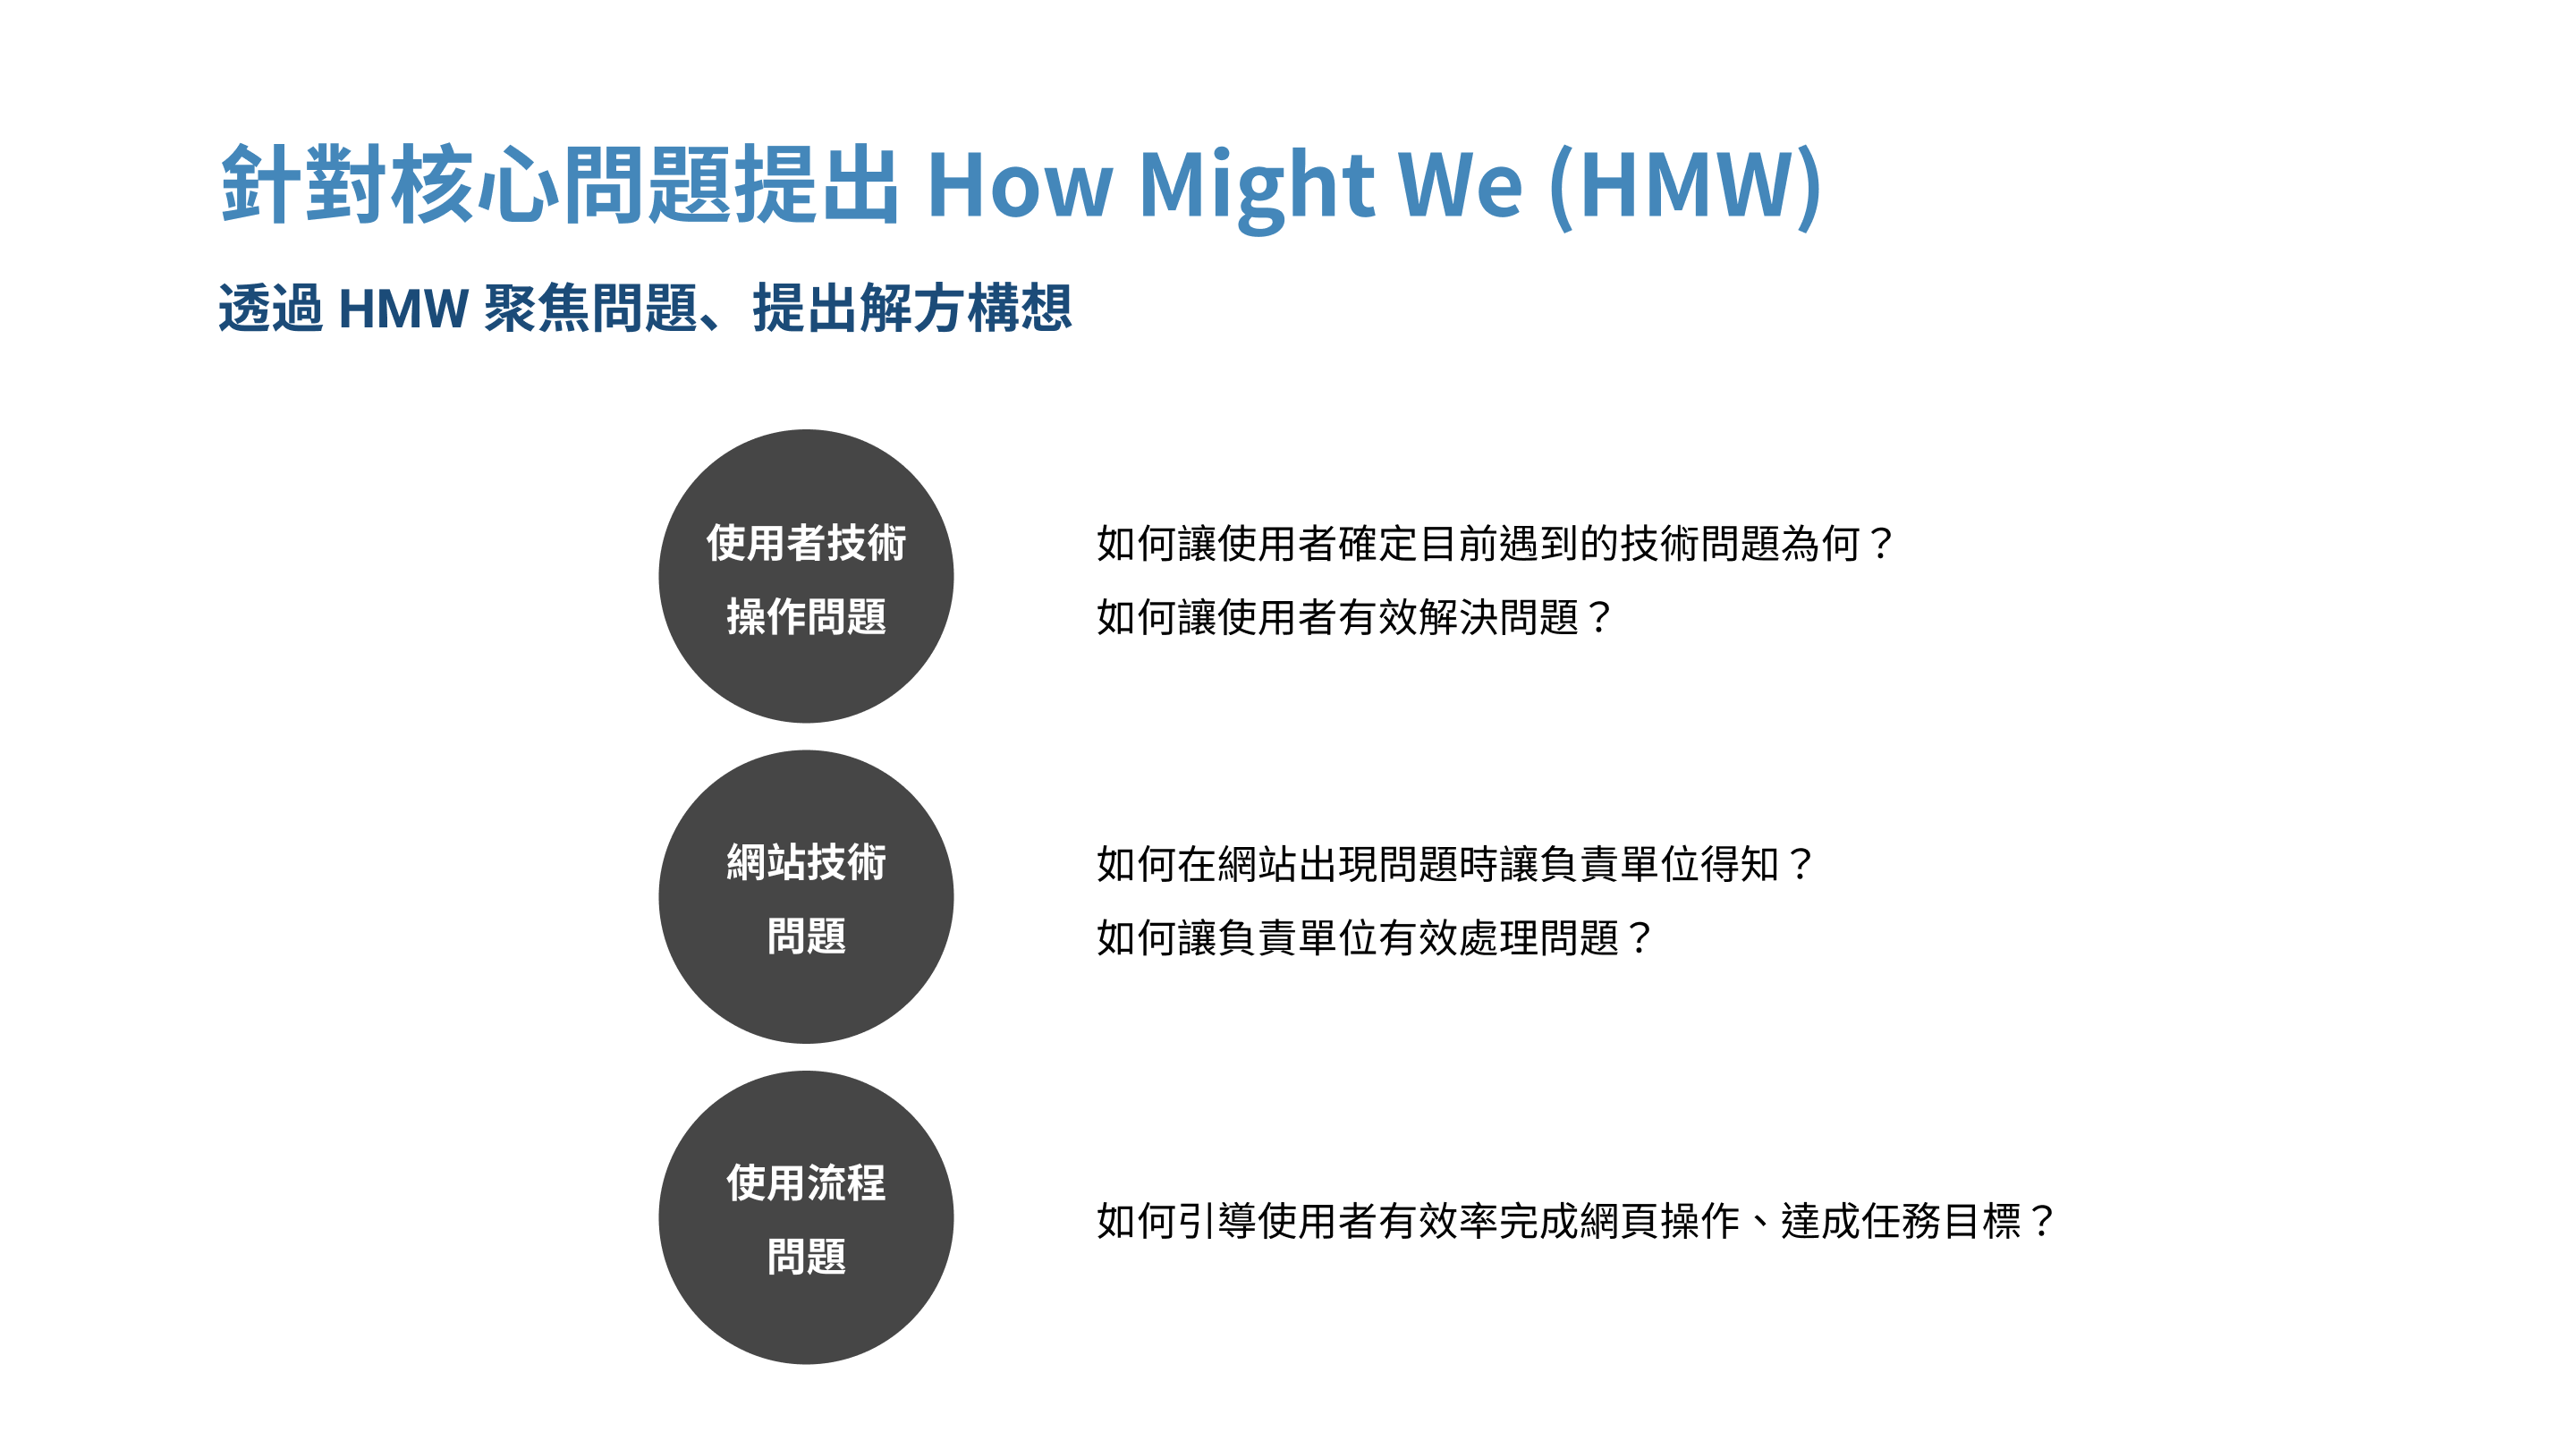 針對核心問題提出 How Might We (HMW)
透過 HMW 聚焦問題、提出解方構想
使用者技術
操作問題
如何讓使用者確定目前遇到的技術問題為何？
如何讓使用者有效解決問題？
網站技術
問題
如何在網站出現問題時讓負責單位得知？
如何讓負責單位有效處理問題？
使用流程
問題
如何引導使用者有效率完成網頁操作、達成任務目標？